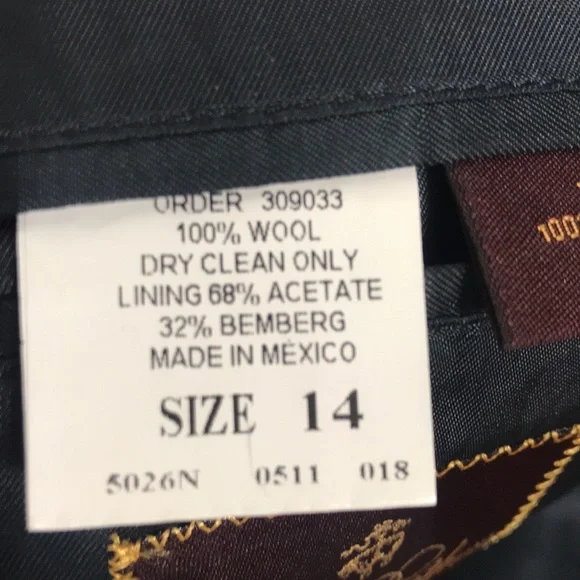 ORDER 309033
100% WOOL
DRY CLEAN ONLY
LINING 68% ACETATE
32% BEMBERG
MADE IN MÉXICO
SIZE 14
5026N 0511 018
100